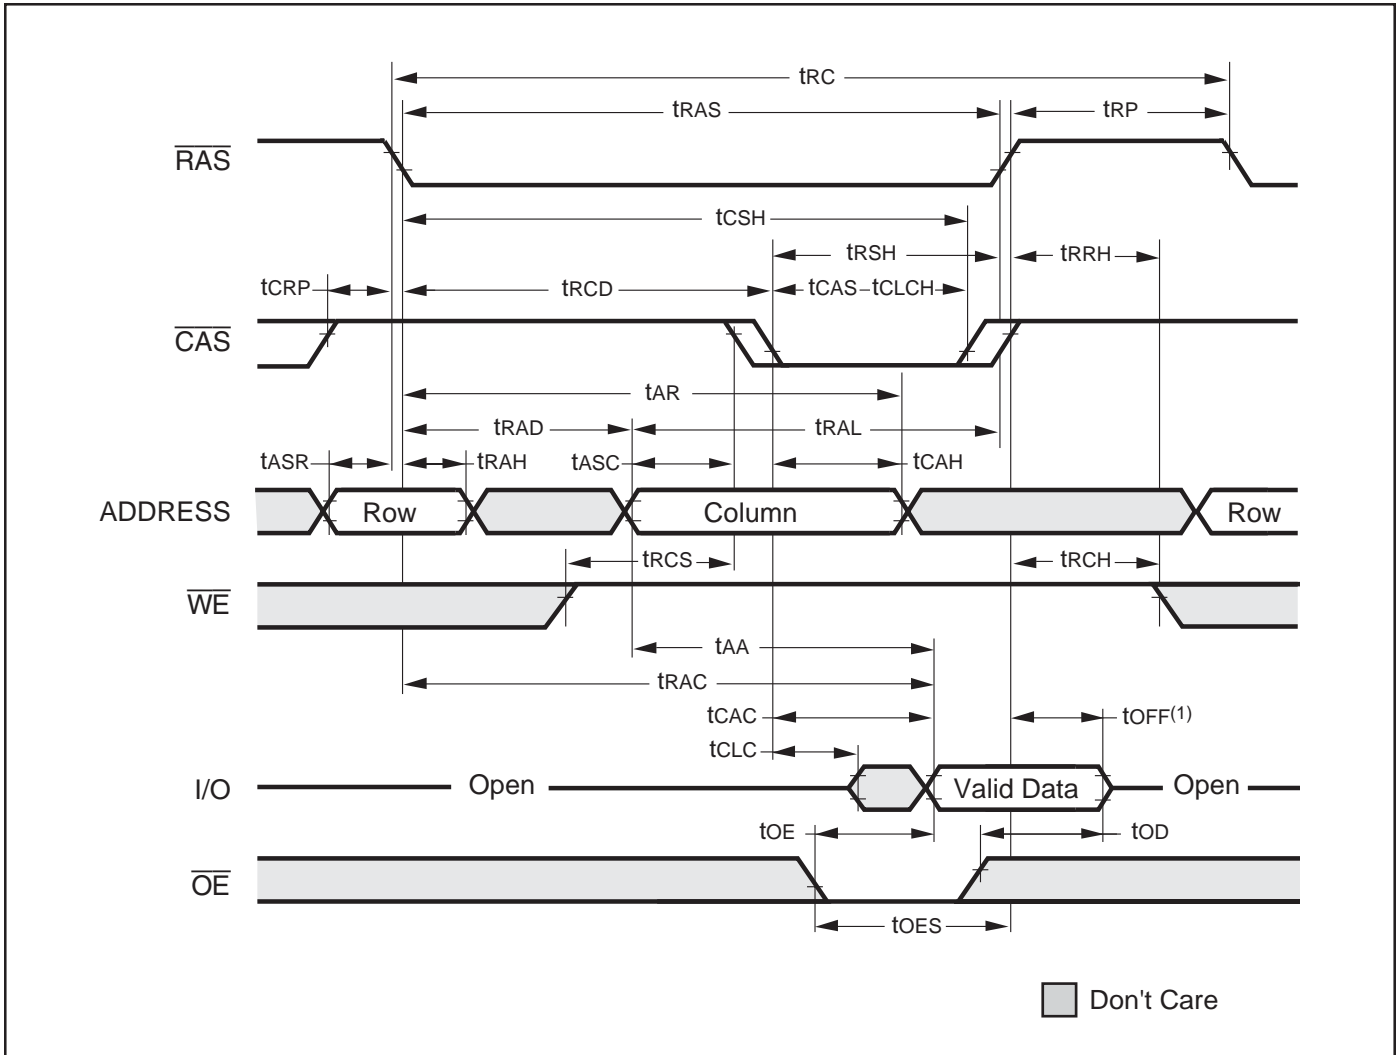 tRC
tRAS
tRP
RAS
tCSH
tRSH
tRRH
tCRP
tRCD
tCAS
tCLCH
CAS
tAR
tRAD
tRAL
tASR
tRAH
tASC
tCAH
ADDRESS
Row
Column
Row
tRCS
tRCH
WE
tAA
tRAC
tCAC
tOFF(1)
tCLC
I/O
Open
Valid Data
Open
tOE
tOD
OE
tOES
Don't Care